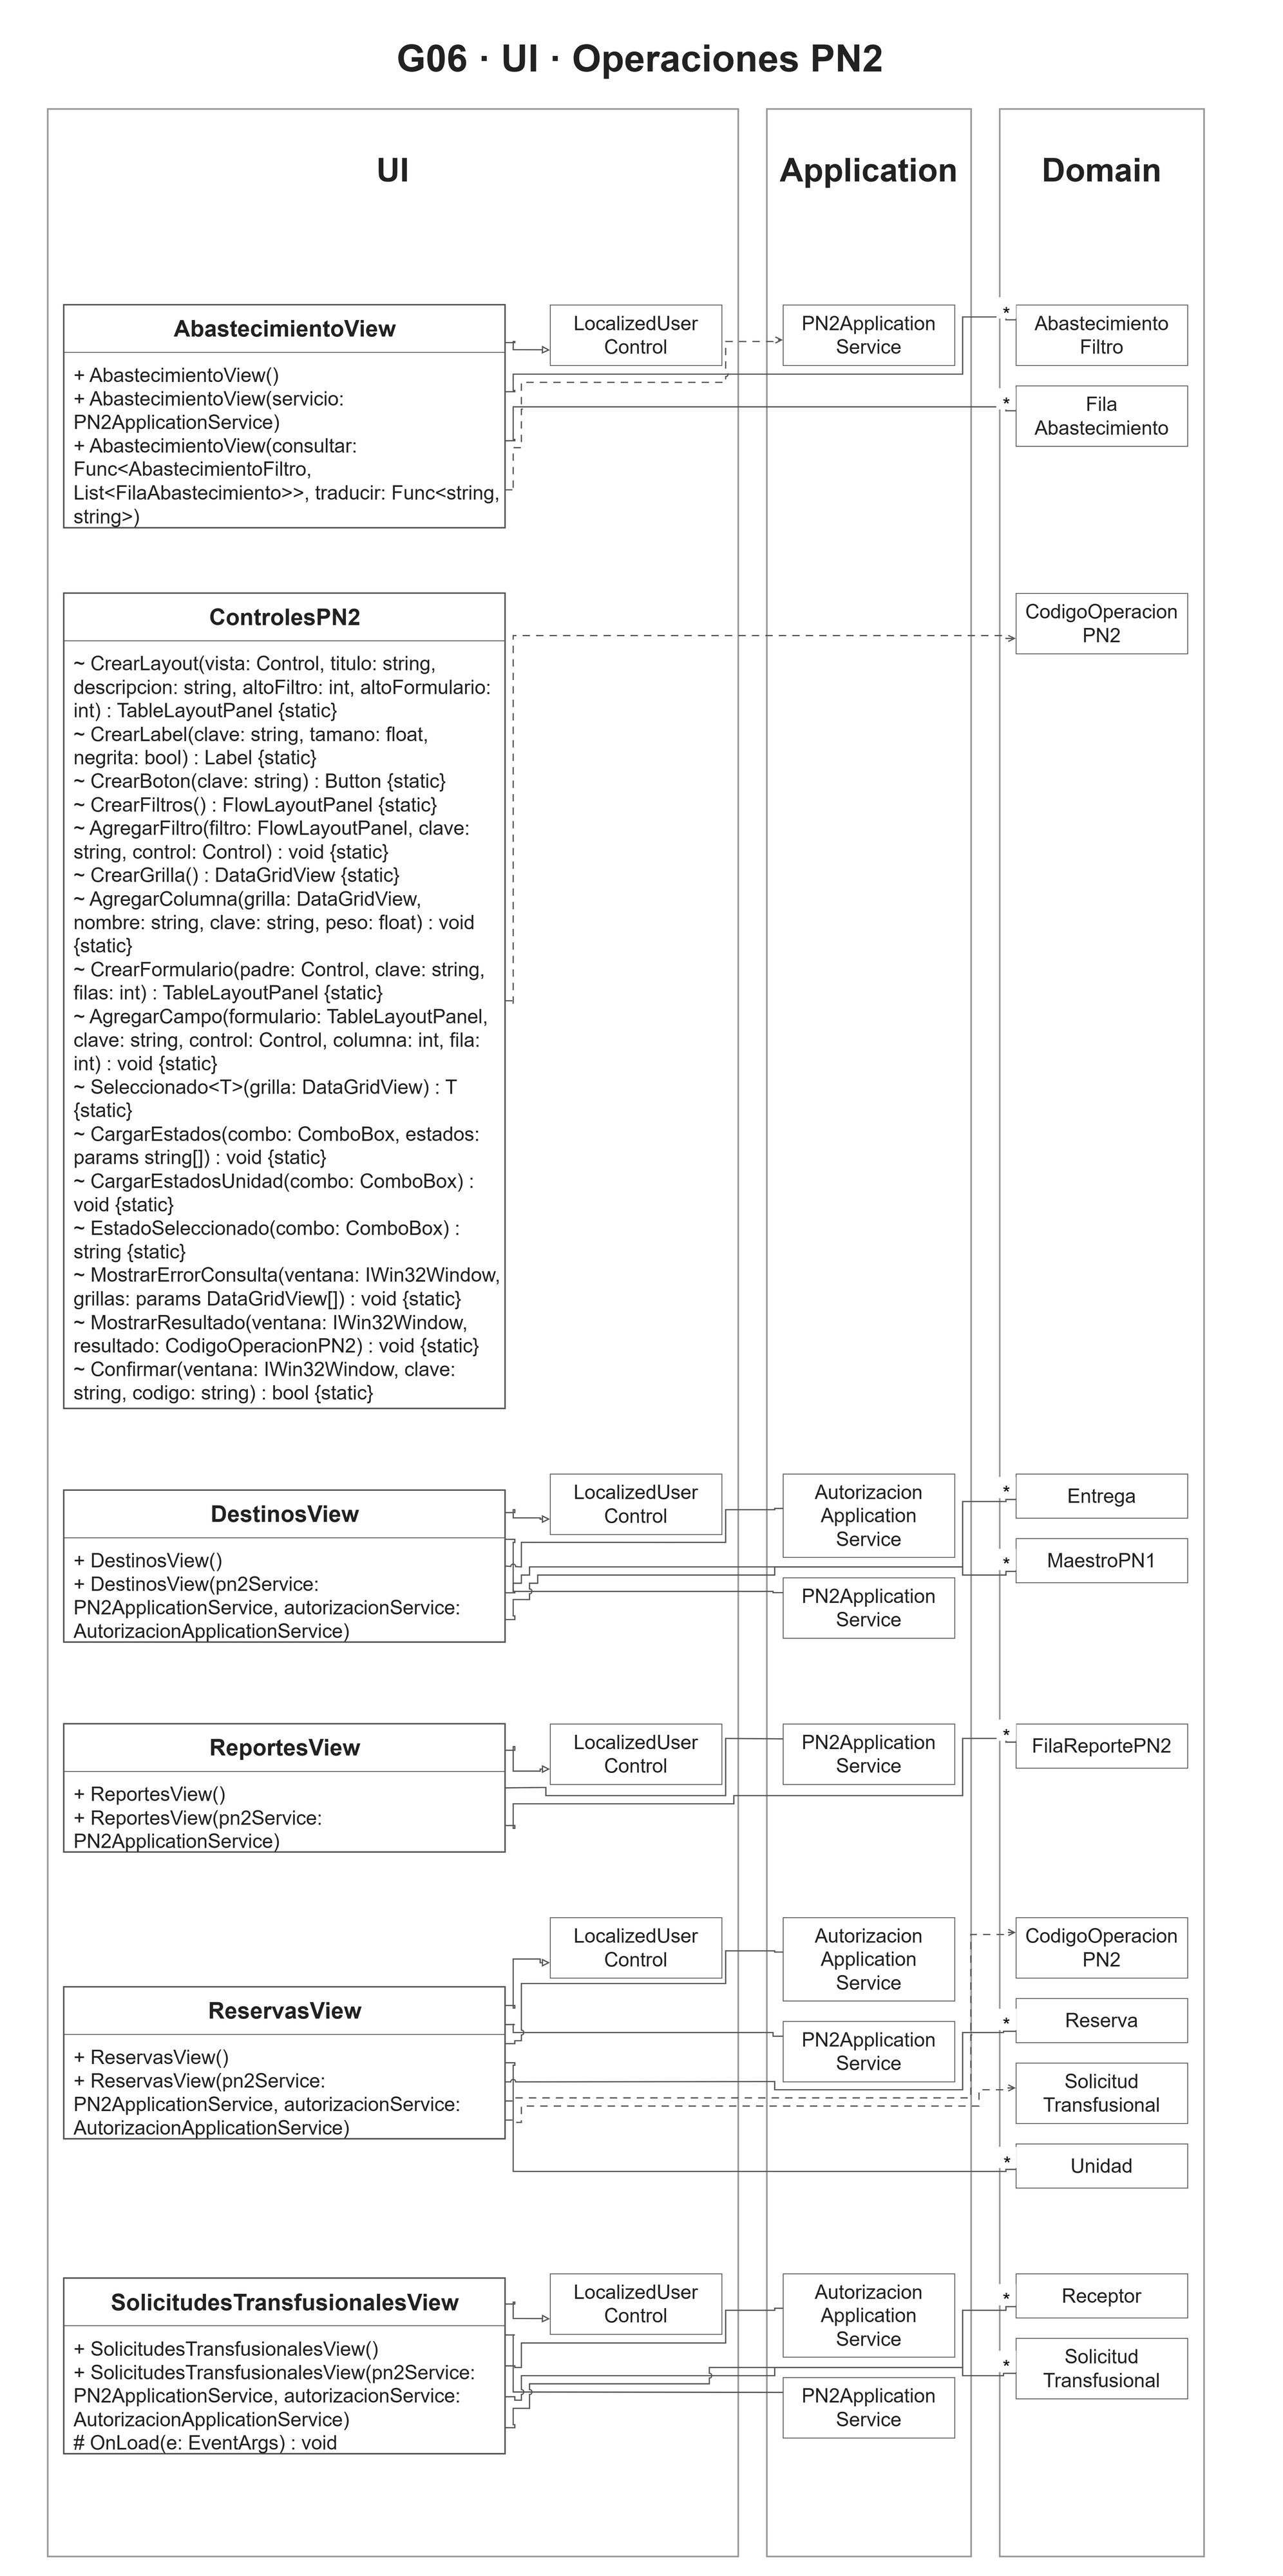 G06 · UI · Operaciones PN2
UI
Application
Domain
AbastecimientoView
+ AbastecimientoView()
+ AbastecimientoView(servicio:
PN2ApplicationService)
+ AbastecimientoView(consultar:
Func<AbastecimientoFiltro,
List<FilaAbastecimiento>>, traducir: Func<string,
string>)
LocalizedUser
Control
PN2Application
Service
*
Abastecimiento
Filtro
*
Fila
Abastecimiento
ControlesPN2
~ CrearLayout(vista: Control, titulo: string,
descripcion: string, altoFiltro: int, altoFormulario:
int) : TableLayoutPanel {static}
~ CrearLabel(clave: string, tamano: float,
negrita: bool) : Label {static}
~ CrearBoton(clave: string) : Button {static}
~ CrearFiltros() : FlowLayoutPanel {static}
~ AgregarFiltro(filtro: FlowLayoutPanel, clave:
string, control: Control) : void {static}
~ CrearGrilla() : DataGridView {static}
~ AgregarColumna(grilla: DataGridView,
nombre: string, clave: string, peso: float) : void
{static}
~ CrearFormulario(padre: Control, clave: string,
filas: int) : TableLayoutPanel {static}
~ AgregarCampo(formulario: TableLayoutPanel,
clave: string, control: Control, columna: int, fila:
int) : void {static}
~ Seleccionado<T>(grilla: DataGridView) : T
{static}
~ CargarEstados(combo: ComboBox, estados:
params string[]) : void {static}
~ CargarEstadosUnidad(combo: ComboBox) :
void {static}
~ EstadoSeleccionado(combo: ComboBox) :
string {static}
~ MostrarErrorConsulta(ventana: IWin32Window,
grillas: params DataGridView[]) : void {static}
~ MostrarResultado(ventana: IWin32Window,
resultado: CodigoOperacionPN2) : void {static}
~ Confirmar(ventana: IWin32Window, clave:
string, codigo: string) : bool {static}
CodigoOperacion
PN2
DestinosView
+ DestinosView()
+ DestinosView(pn2Service:
PN2ApplicationService, autorizacionService:
AutorizacionApplicationService)
LocalizedUser
Control
Autorizacion
Application
Service
PN2Application
Service
*
Entrega
*
MaestroPN1
ReportesView
+ ReportesView()
+ ReportesView(pn2Service:
PN2ApplicationService)
LocalizedUser
Control
PN2Application
Service
*
FilaReportePN2
ReservasView
+ ReservasView()
+ ReservasView(pn2Service:
PN2ApplicationService, autorizacionService:
AutorizacionApplicationService)
LocalizedUser
Control
Autorizacion
Application
Service
PN2Application
Service
CodigoOperacion
PN2
*
Reserva
Solicitud
Transfusional
*
Unidad
SolicitudesTransfusionalesView
+ SolicitudesTransfusionalesView()
+ SolicitudesTransfusionalesView(pn2Service:
PN2ApplicationService, autorizacionService:
AutorizacionApplicationService)
# OnLoad(e: EventArgs) : void
LocalizedUser
Control
Autorizacion
Application
Service
PN2Application
Service
*
Receptor
*
Solicitud
Transfusional